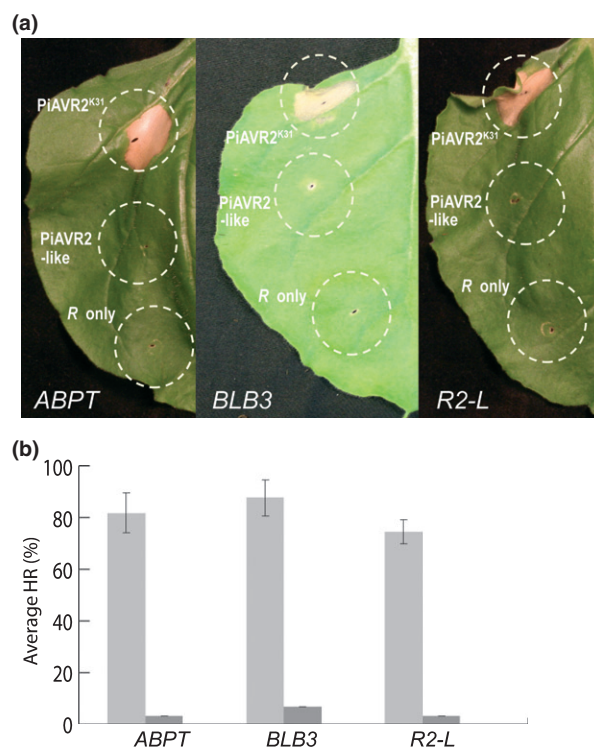 (a)
PiAVR2K31
PiAVR2
-like
R only
ABPT
PiAVR2K31
PiAVR2
-like
R only
BLB3
PiAVR2K31
PiAVR2
-like
R only
R2-L
(b)
Average HR (%)
100
80
60
40
20
0
ABPT
BLB3
R2-L